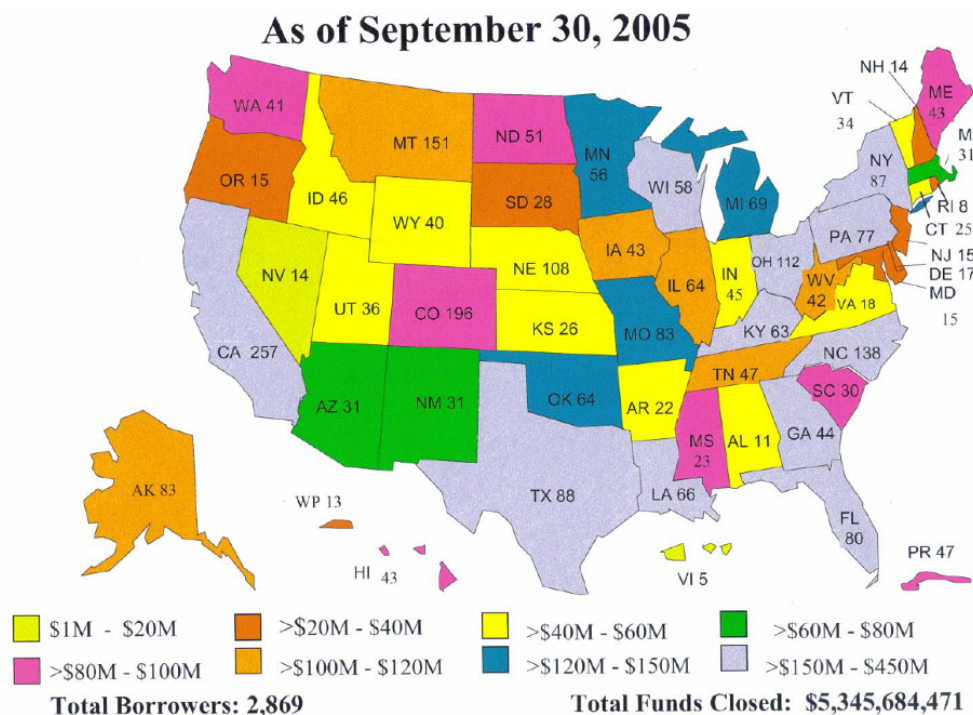 As of September 30, 2005
NH 14
VT
34
ME
43
WA 41
MT 151
ND 51
MN
56
OR 15
ID 46
WY 40
SD 28
WI 58
MI 69
NY
87
MA
31
RI 8
CT 25
NJ 15
DE 17
MD
15
NV 14
UT 36
CO 196
NE 108
IA 43
IL 64
IN
45
OH 112
PA 77
WV
42
VA 18
CA 257
KS 26
MO 83
KY 63
NC 138
TN 47
SC 30
AZ 31
NM 31
OK 64
AR 22
MS
23
AL 11
GA 44
AK 83
WP 13
TX 88
LA 66
FL
80
HI 43
VI 5
PR 47
$1M - $20M
>$20M - $40M
>$40M - $60M
>$60M - $80M
>$80M - $100M
>$100M - $120M
>$120M - $150M
>$150M - $450M
Total Borrowers: 2,869
Total Funds Closed: $5,345,684,471